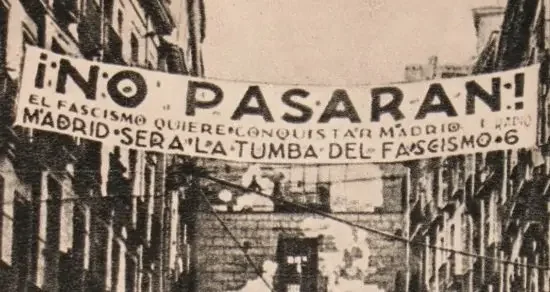 ¡NO PASARAN!
EL FASCISMO QUIERE CONQUISTAR MADRID RADIO
MADRID·SERA·LA·TUMBA·DEL·FASCISMO·6